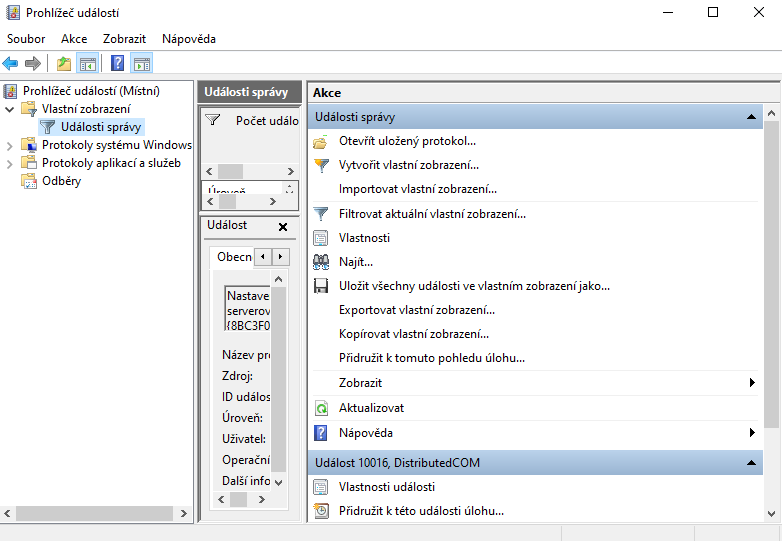 Prohlížeč událostí
Soubor Akce Zobrazit Nápověda
Prohlížeč událostí (Místní)
Vlastní zobrazení
Události správy
Protokoly systému Windows
Protokoly aplikací a služeb
Odběry
Události správy
Počet událo
Úroveň
Událost
Obecn
Nastave
serverov
{8BC3F0
Název pr
Zdroj:
ID událos
Úroveň:
Uživatel:
Operační
Další info
Akce
Události správy
Otevřít uložený protokol...
Vytvořit vlastní zobrazení...
Importovat vlastní zobrazení...
Filtrovat aktuální vlastní zobrazení...
Vlastnosti
Najít...
Uložit všechny události ve vlastním zobrazení jako...
Exportovat vlastní zobrazení...
Kopírovat vlastní zobrazení...
Přidružit k tomuto pohledu úlohu...
Zobrazit
Aktualizovat
Nápověda
Událost 10016, DistributedCOM
Vlastnosti události
Přidružit k této události úlohu...